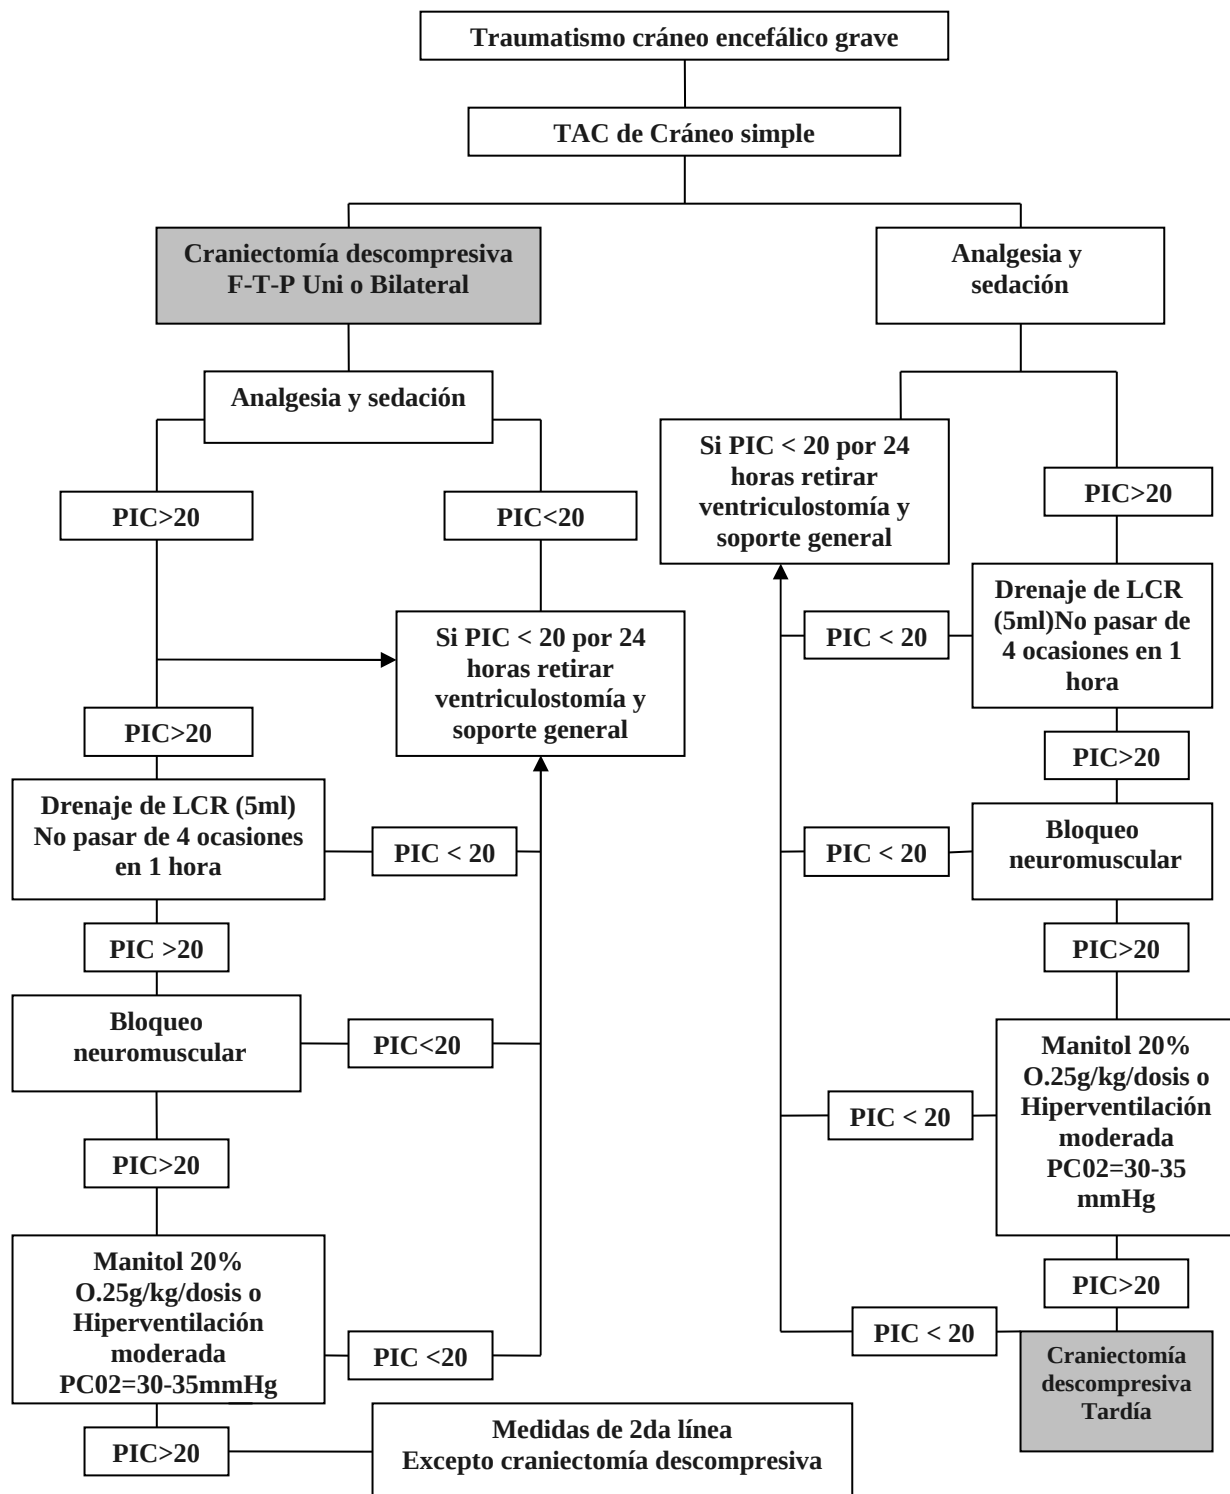 Traumatismo cráneo encefálico grave
TAC de Cráneo simple
Craniectomía descompresiva
F-T-P Uni o Bilateral
Analgesia y
sedación
Analgesia y sedación
Si PIC < 20 por 24
horas retirar
ventriculostomía y
soporte general
PIC>20
PIC>20
PIC<20
Drenaje de LCR
(5ml)No pasar de
4 ocasiones en 1
hora
PIC < 20
Si PIC < 20 por 24
horas retirar
ventriculostomía y
soporte general
PIC>20
PIC>20
Drenaje de LCR (5ml)
No pasar de 4 ocasiones
en 1 hora
PIC < 20
PIC < 20
Bloqueo
neuromuscular
PIC >20
PIC>20
Bloqueo
neuromuscular
PIC<20
Manitol 20%
O.25g/kg/dosis o
Hiperventilación
moderada
PC02=30-35
mmHg
PIC < 20
PIC>20
Manitol 20%
O.25g/kg/dosis o
Hiperventilación
moderada
PC02=30-35mmHg
PIC <20
PIC>20
PIC < 20
Craniectomía
descompresiva
Tardía
PIC>20
Medidas de 2da línea
Excepto craniectomía descompresiva